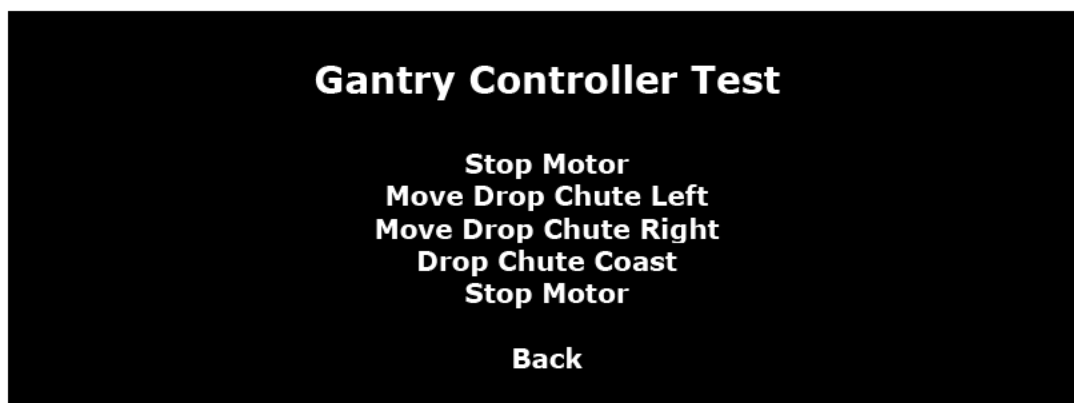 Gantry Controller Test
Stop Motor
Move Drop Chute Left
Move Drop Chute Right
Drop Chute Coast
Stop Motor
Back